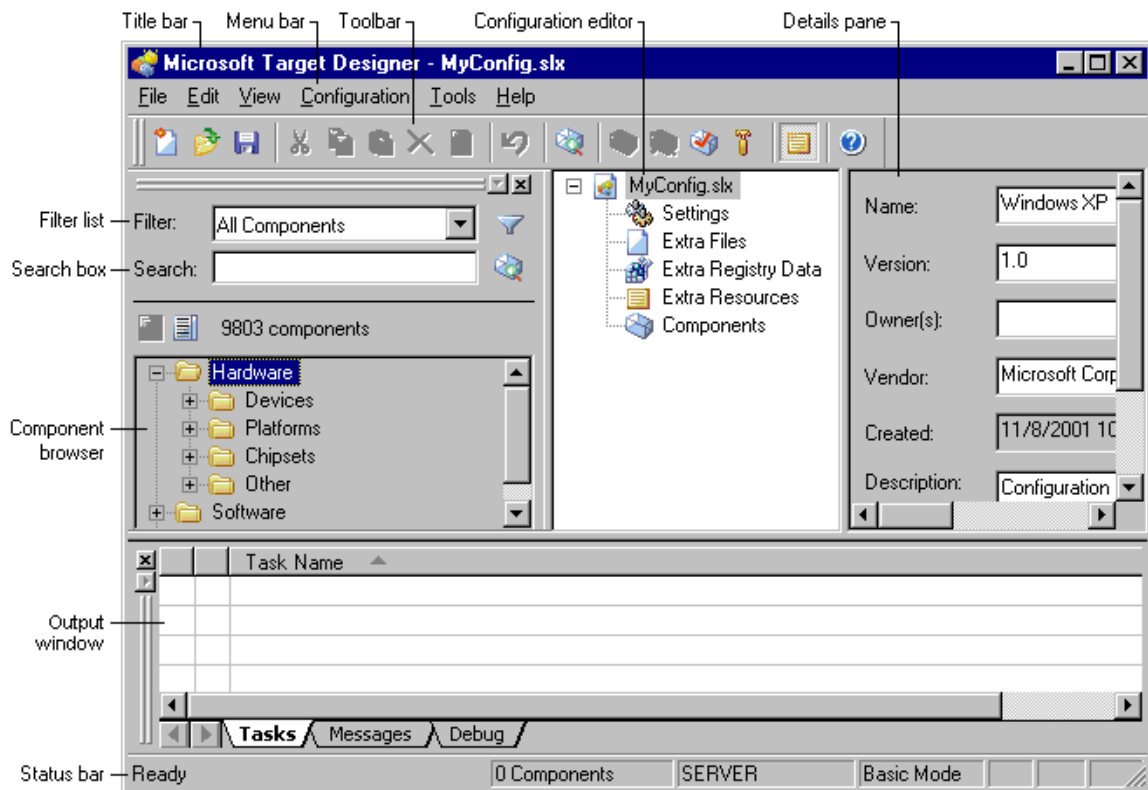 Title bar Menu bar Toolbar Configuration editor Details pane
Microsoft Target Designer - MyConfig.slx
File Edit View Configuration Tools Help
Filter list
Filter: All Components
Search box
Search:
9803 components
Component browser
Hardware
Devices
Platforms
Chipsets
Other
Software
MyConfig.slx
Settings
Extra Files
Extra Registry Data
Extra Resources
Components
Name: Windows XP
Version: 1.0
Owner(s):
Vendor: Microsoft Corp
Created: 11/8/2001 10
Description: Configuration
Task Name
Output
window
Tasks Messages Debug
Status bar
Ready 0 Components SERVER Basic Mode